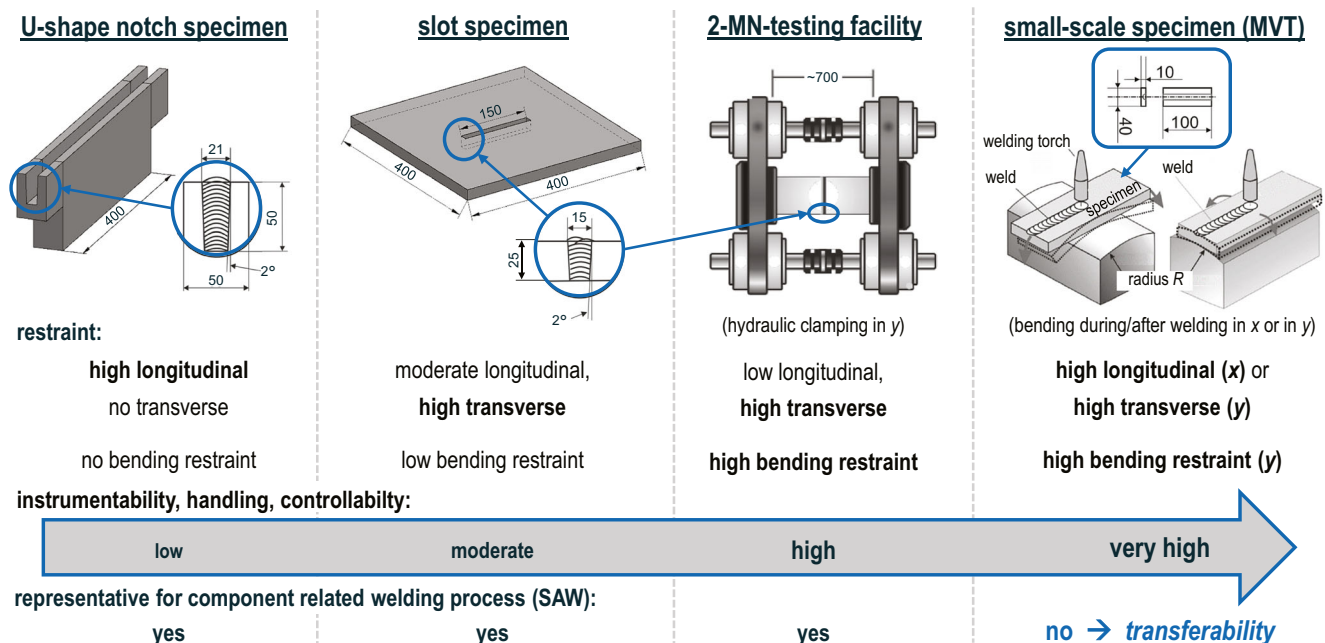 U-shape notch specimen
slot specimen
2-MN-testing facility
small-scale specimen (MVT)
400
21
50
2°
50
150
400
400
15
25
2°
~700
10
40
100
welding torch
weld
specimen
weld
radius R
(hydraulic clamping in y)
(bending during/after welding in x or in y)
restraint:
high longitudinal
no transverse
no bending restraint
moderate longitudinal,
high transverse
low bending restraint
low longitudinal,
high transverse
high bending restraint
high longitudinal (x) or
high transverse (y)
high bending restraint (y)
instrumentability, handling, controllabilty:
low
moderate
high
very high
representative for component related welding process (SAW):
yes
yes
yes
no → transferability